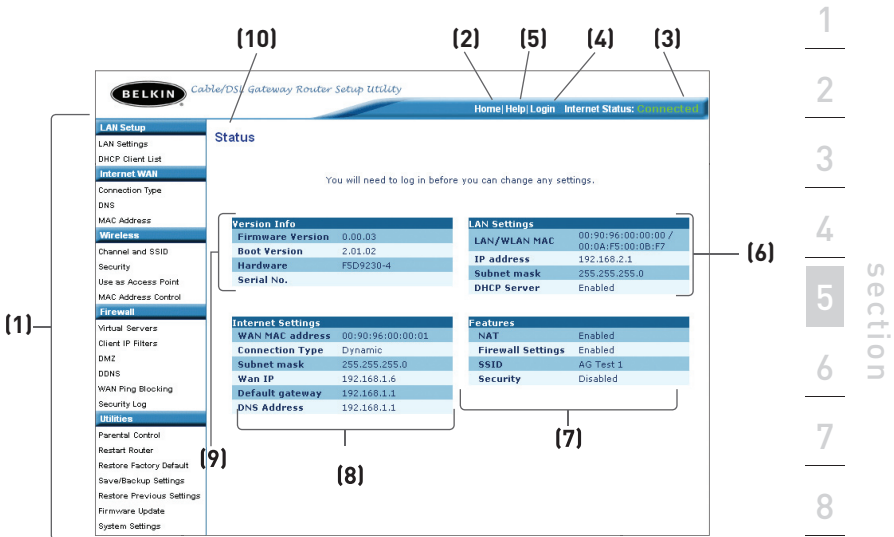 (10) (2) (5) (4) (3)
BELKIN Cable/DSL Gateway Router Setup Utility
Home|Help|Login Internet Status: Connected
LAN Setup
LAN Settings
DHCP Client List
Internet WAN
Connection Type
DNS
MAC Address
Wireless
Channel and SSID
Security
Use as Access Point
MAC Address Control
Firewall
Virtual Servers
Client IP Filters
DMZ
DDNS
WAN Ping Blocking
Security Log
Utilities
Parental Control
Restart Router
Restore Factory Default
Save/Backup Settings
Restore Previous Settings
Firmware Update
System Settings
(1)
Status
You will need to log in before you can change any settings.
Version Info
Firmware Version 0.00.03
Boot Version 2.01.02
Hardware F5D9230-4
Serial No.
(9)
LAN Settings
LAN/WLAN MAC 00:90:96:00:00:00 /
00:0A:F5:00:0B:F7
IP address 192.168.2.1
Subnet mask 255.255.255.0
DHCP Server Enabled
(6)
Internet Settings
WAN MAC address 00:90:96:00:00:01
Connection Type Dynamic
Subnet mask 255.255.255.0
Wan IP 192.168.1.6
Default gateway 192.168.1.1
DNS Address 192.168.1.1
(8)
Features
NAT Enabled
Firewall Settings Enabled
SSID AG Test 1
Security Disabled
(7)
1
2
3
4
5
6
7
8
section